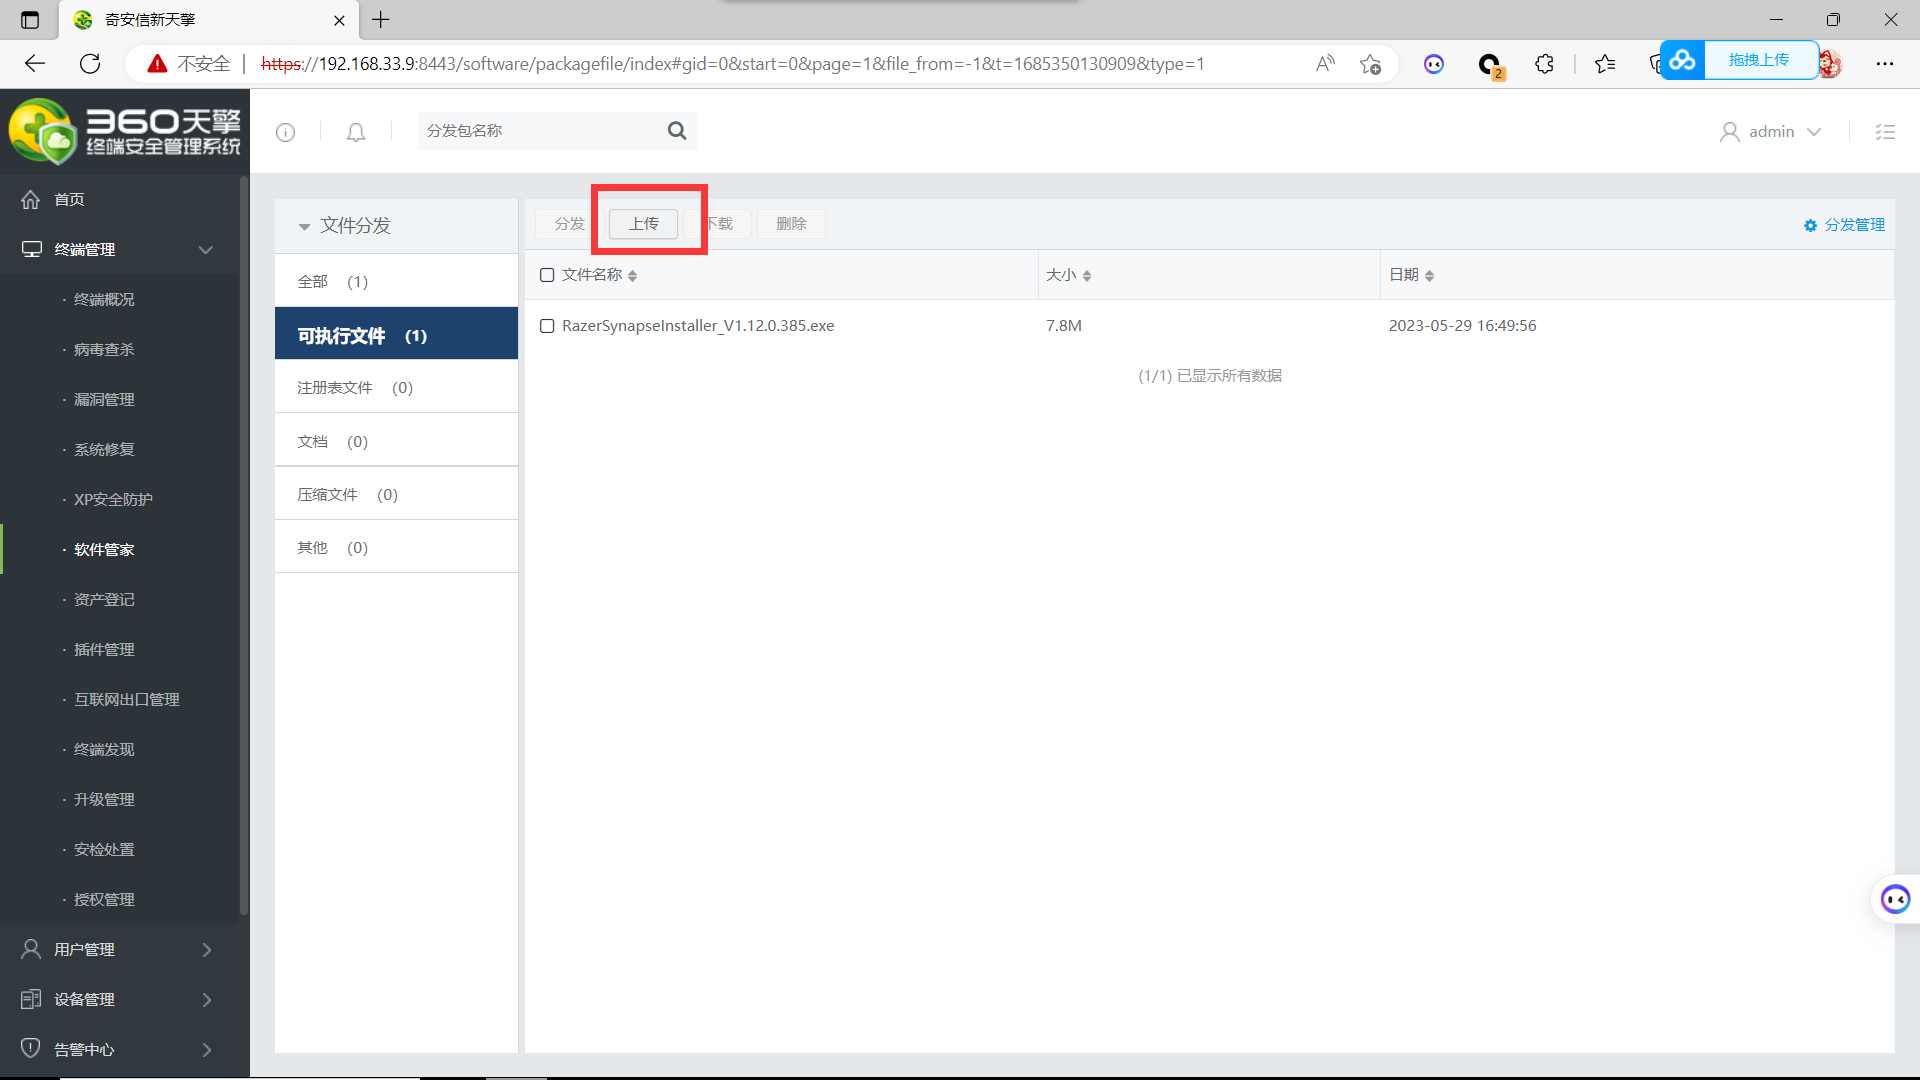 奇安信新天擎
不安全
https://192.168.33.9:8443/software/packagefile/index#gid=0&start=0&page=1&file_from=-1&t=1685350130909&type=1
2
拖拽上传
360天擎
终端安全管理系统
分发包名称
admin
首页
终端管理
· 终端概况
· 病毒查杀
· 漏洞管理
· 系统修复
· XP安全防护
· 软件管家
· 资产登记
· 插件管理
· 互联网出口管理
· 终端发现
· 升级管理
· 安检处置
· 授权管理
用户管理
设备管理
告警中心
文件分发
全部 (1)
可执行文件 (1)
注册表文件 (0)
文档 (0)
压缩文件 (0)
其他 (0)
分发 上传 下载 删除
分发管理
文件名称 大小 日期
RazerSynapseInstaller_V1.12.0.385.exe 7.8M 2023-05-29 16:49:56
(1/1) 已显示所有数据